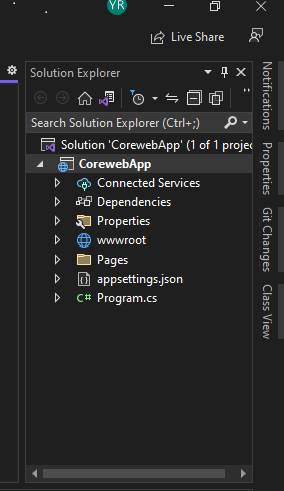 YR
Live Share
Solution Explorer
Search Solution Explorer (Ctrl+;)
Solution 'CorewebApp' (1 of 1 projec
CorewebApp
Connected Services
Dependencies
Properties
wwwroot
Pages
appsettings.json
C# Program.cs
Notifications
Properties
Git Changes
Class View